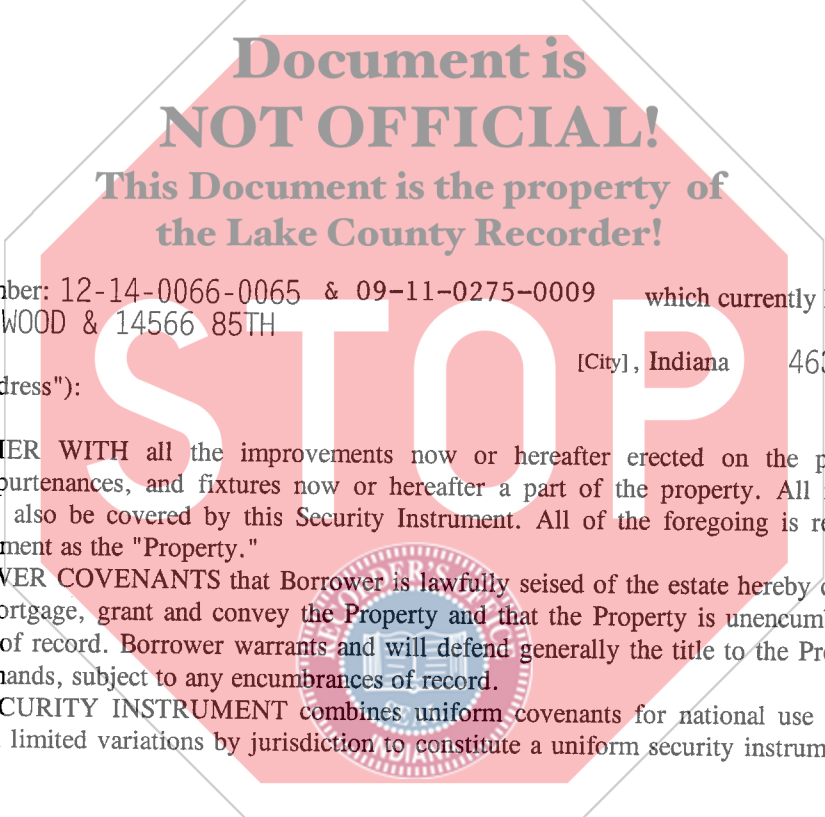 Document is
NOT OFFICIAL!
This Document is the property of
the Lake County Recorder!
ber: 12-14-0066-0065 & 09-11-0275-0009 which currently
WOOD & 14566 85TH
[City], Indiana 463
dress"):
STOP
ER WITH all the improvements now or hereafter erected on the p
purtenances, and fixtures now or hereafter a part of the property. All
also be covered by this Security Instrument. All of the foregoing is re
ment as the "Property."
VER COVENANTS that Borrower is lawfully seised of the estate hereby
ortgage, grant and convey the Property and that the Property is unencum
of record. Borrower warrants and will defend generally the title to the Pr
ands, subject to any encumbrances of record.
CURITY INSTRUMENT combines uniform covenants for national use
limited variations by jurisdiction to constitute a uniform security instrum
SEAL
INDIANA